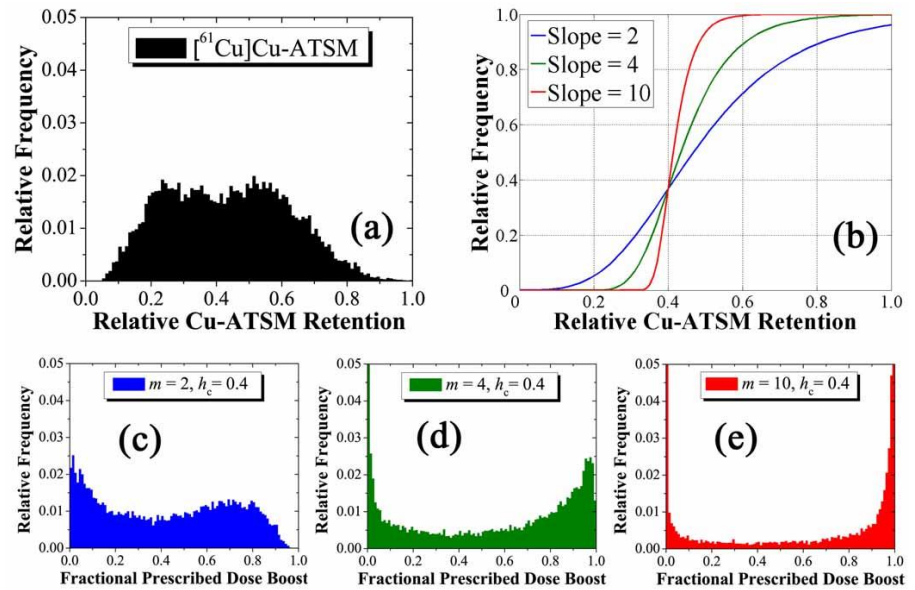 0.05
0.04
0.03
0.02
0.01
0.00
Relative Frequency
[⁶¹Cu]Cu-ATSM
(a)
0.0 0.2 0.4 0.6 0.8 1.0
Relative Cu-ATSM Retention
1.0
0.8
0.6
0.4
0.2
0
Relative Frequency
Slope = 2
Slope = 4
Slope = 10
(b)
0 0.2 0.4 0.6 0.8 1.0
Relative Cu-ATSM Retention
0.05
0.04
0.03
0.02
0.01
0.00
Relative Frequency
m = 2, h_c = 0.4
(c)
0.0 0.2 0.4 0.6 0.8 1.0
Fractional Prescribed Dose Boost
0.05
0.04
0.03
0.02
0.01
0.00
Relative Frequency
m = 4, h_c = 0.4
(d)
0.0 0.2 0.4 0.6 0.8 1.0
Fractional Prescribed Dose Boost
0.05
0.04
0.03
0.02
0.01
0.00
Relative Frequency
m = 10, h_c = 0.4
(e)
0.0 0.2 0.4 0.6 0.8 1.0
Fractional Prescribed Dose Boost